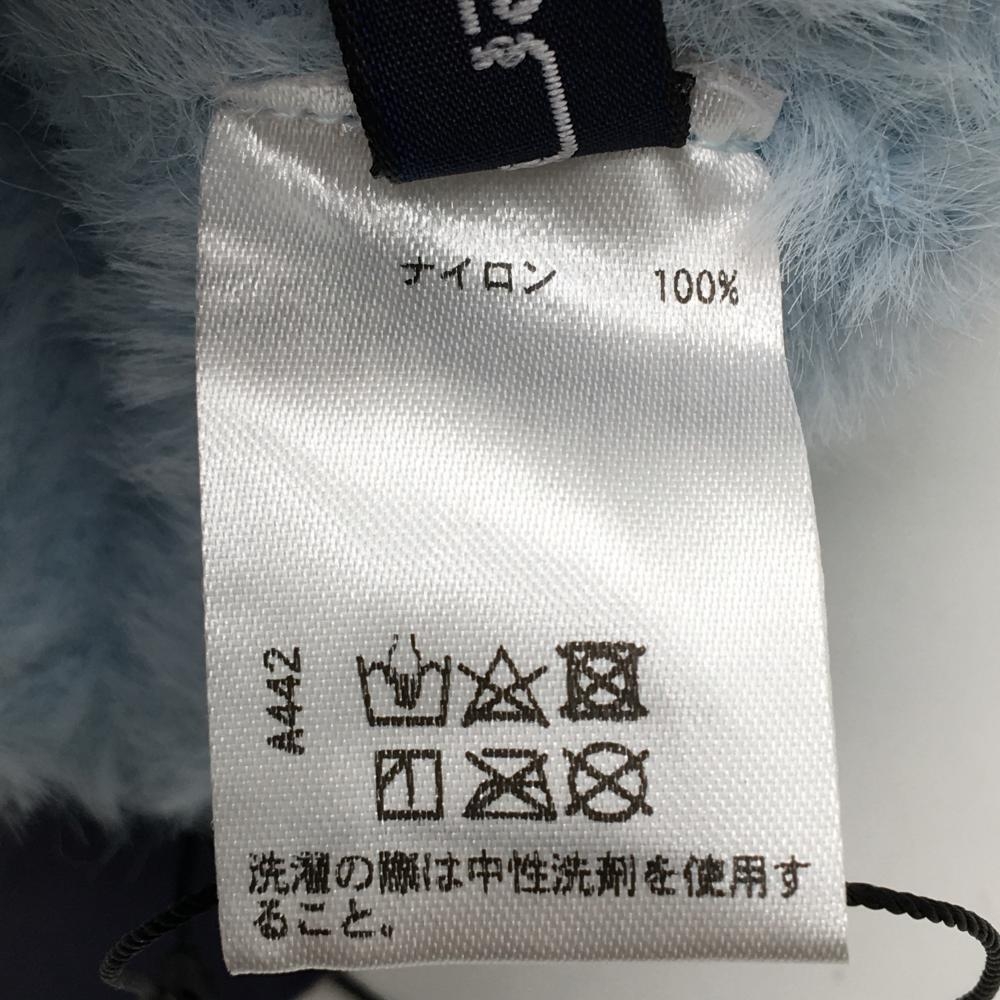 ナイロン 100%
A442
洗濯の際は中性洗剤を使用す
ること。